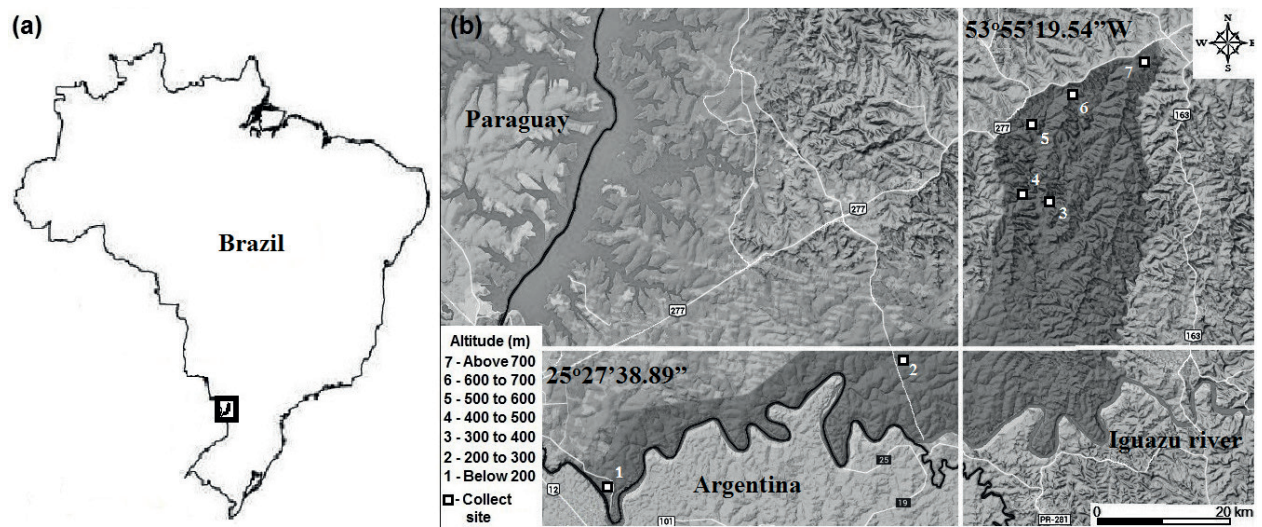 (a)
Brazil
(b)
Paraguay
277
277
277
163
163
53°55'19.54”W
N
W E
S
7
6
5
4
3
Altitude (m)
7 - Above 700
6 - 600 to 700
5 - 500 to 600
4 - 400 to 500
3 - 300 to 400
2 - 200 to 300
1 - Below 200
- Collect
site
25°27'38.89”
2
1
12
101
Argentina
25
19
Iguazu river
PR-281
0 20 km